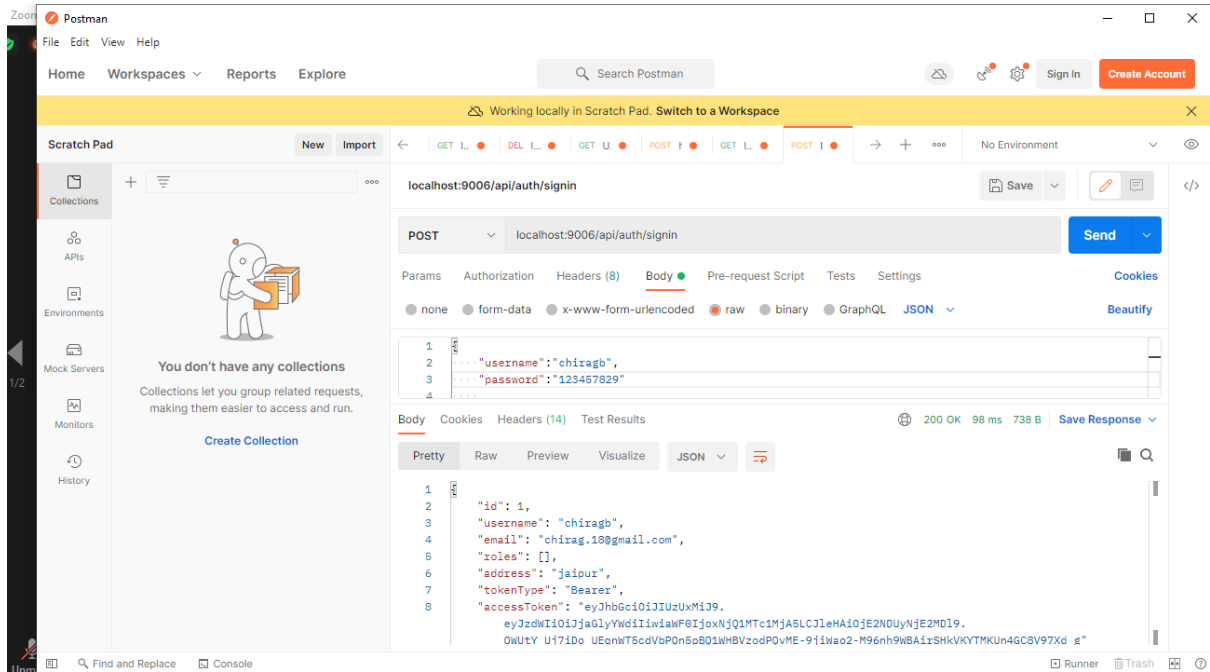 Zoon
Postman
File Edit View Help
Home Workspaces Reports Explore
Search Postman
Sign In
Create Account
Working locally in Scratch Pad. Switch to a Workspace
Scratch Pad
New Import
GET I.. DEL I... GET U. POST GET I.. POST I
No Environment
Collections
APIs
Environments
Mock Servers
Monitors
History
1/2
You don't have any collections
Collections let you group related requests,
making them easier to access and run.
Create Collection
localhost:9006/api/auth/signin
Save
POST localhost:9006/api/auth/signin
Send
Params Authorization Headers (8) Body Pre-request Script Tests Settings Cookies
none form-data x-www-form-urlencoded raw binary GraphQL JSON Beautify
1 {
2 "username":"chiragb",
3 "password":"123457829"
4
Body Cookies Headers (14) Test Results 200 OK 98 ms 738 B Save Response
Pretty Raw Preview Visualize JSON
1 {
2 "id": 1,
3 "username": "chiragb",
4 "email": "chirag.18@gmail.com",
5 "roles": [],
6 "address": "jaipur",
7 "tokenType": "Bearer",
8 "accessToken": "eyJhbGciOiJIUzUxMiJ9.
eyJzdWIiOiJjaGlyYWdiIiwiaWF0IjoxNjQ1MTc1MjA5LCJleHAiOjE2NDUyNjE2MDl9.
OWUtY_Uj7iDo_UEqnWT5cdVbPOn5pBO1WHBVzodPOvME-9jiWao2-M96nh9WBAirSHkVKYTMKUn4GC8V97Xd_g"
Find and Replace Console
Runner Trash